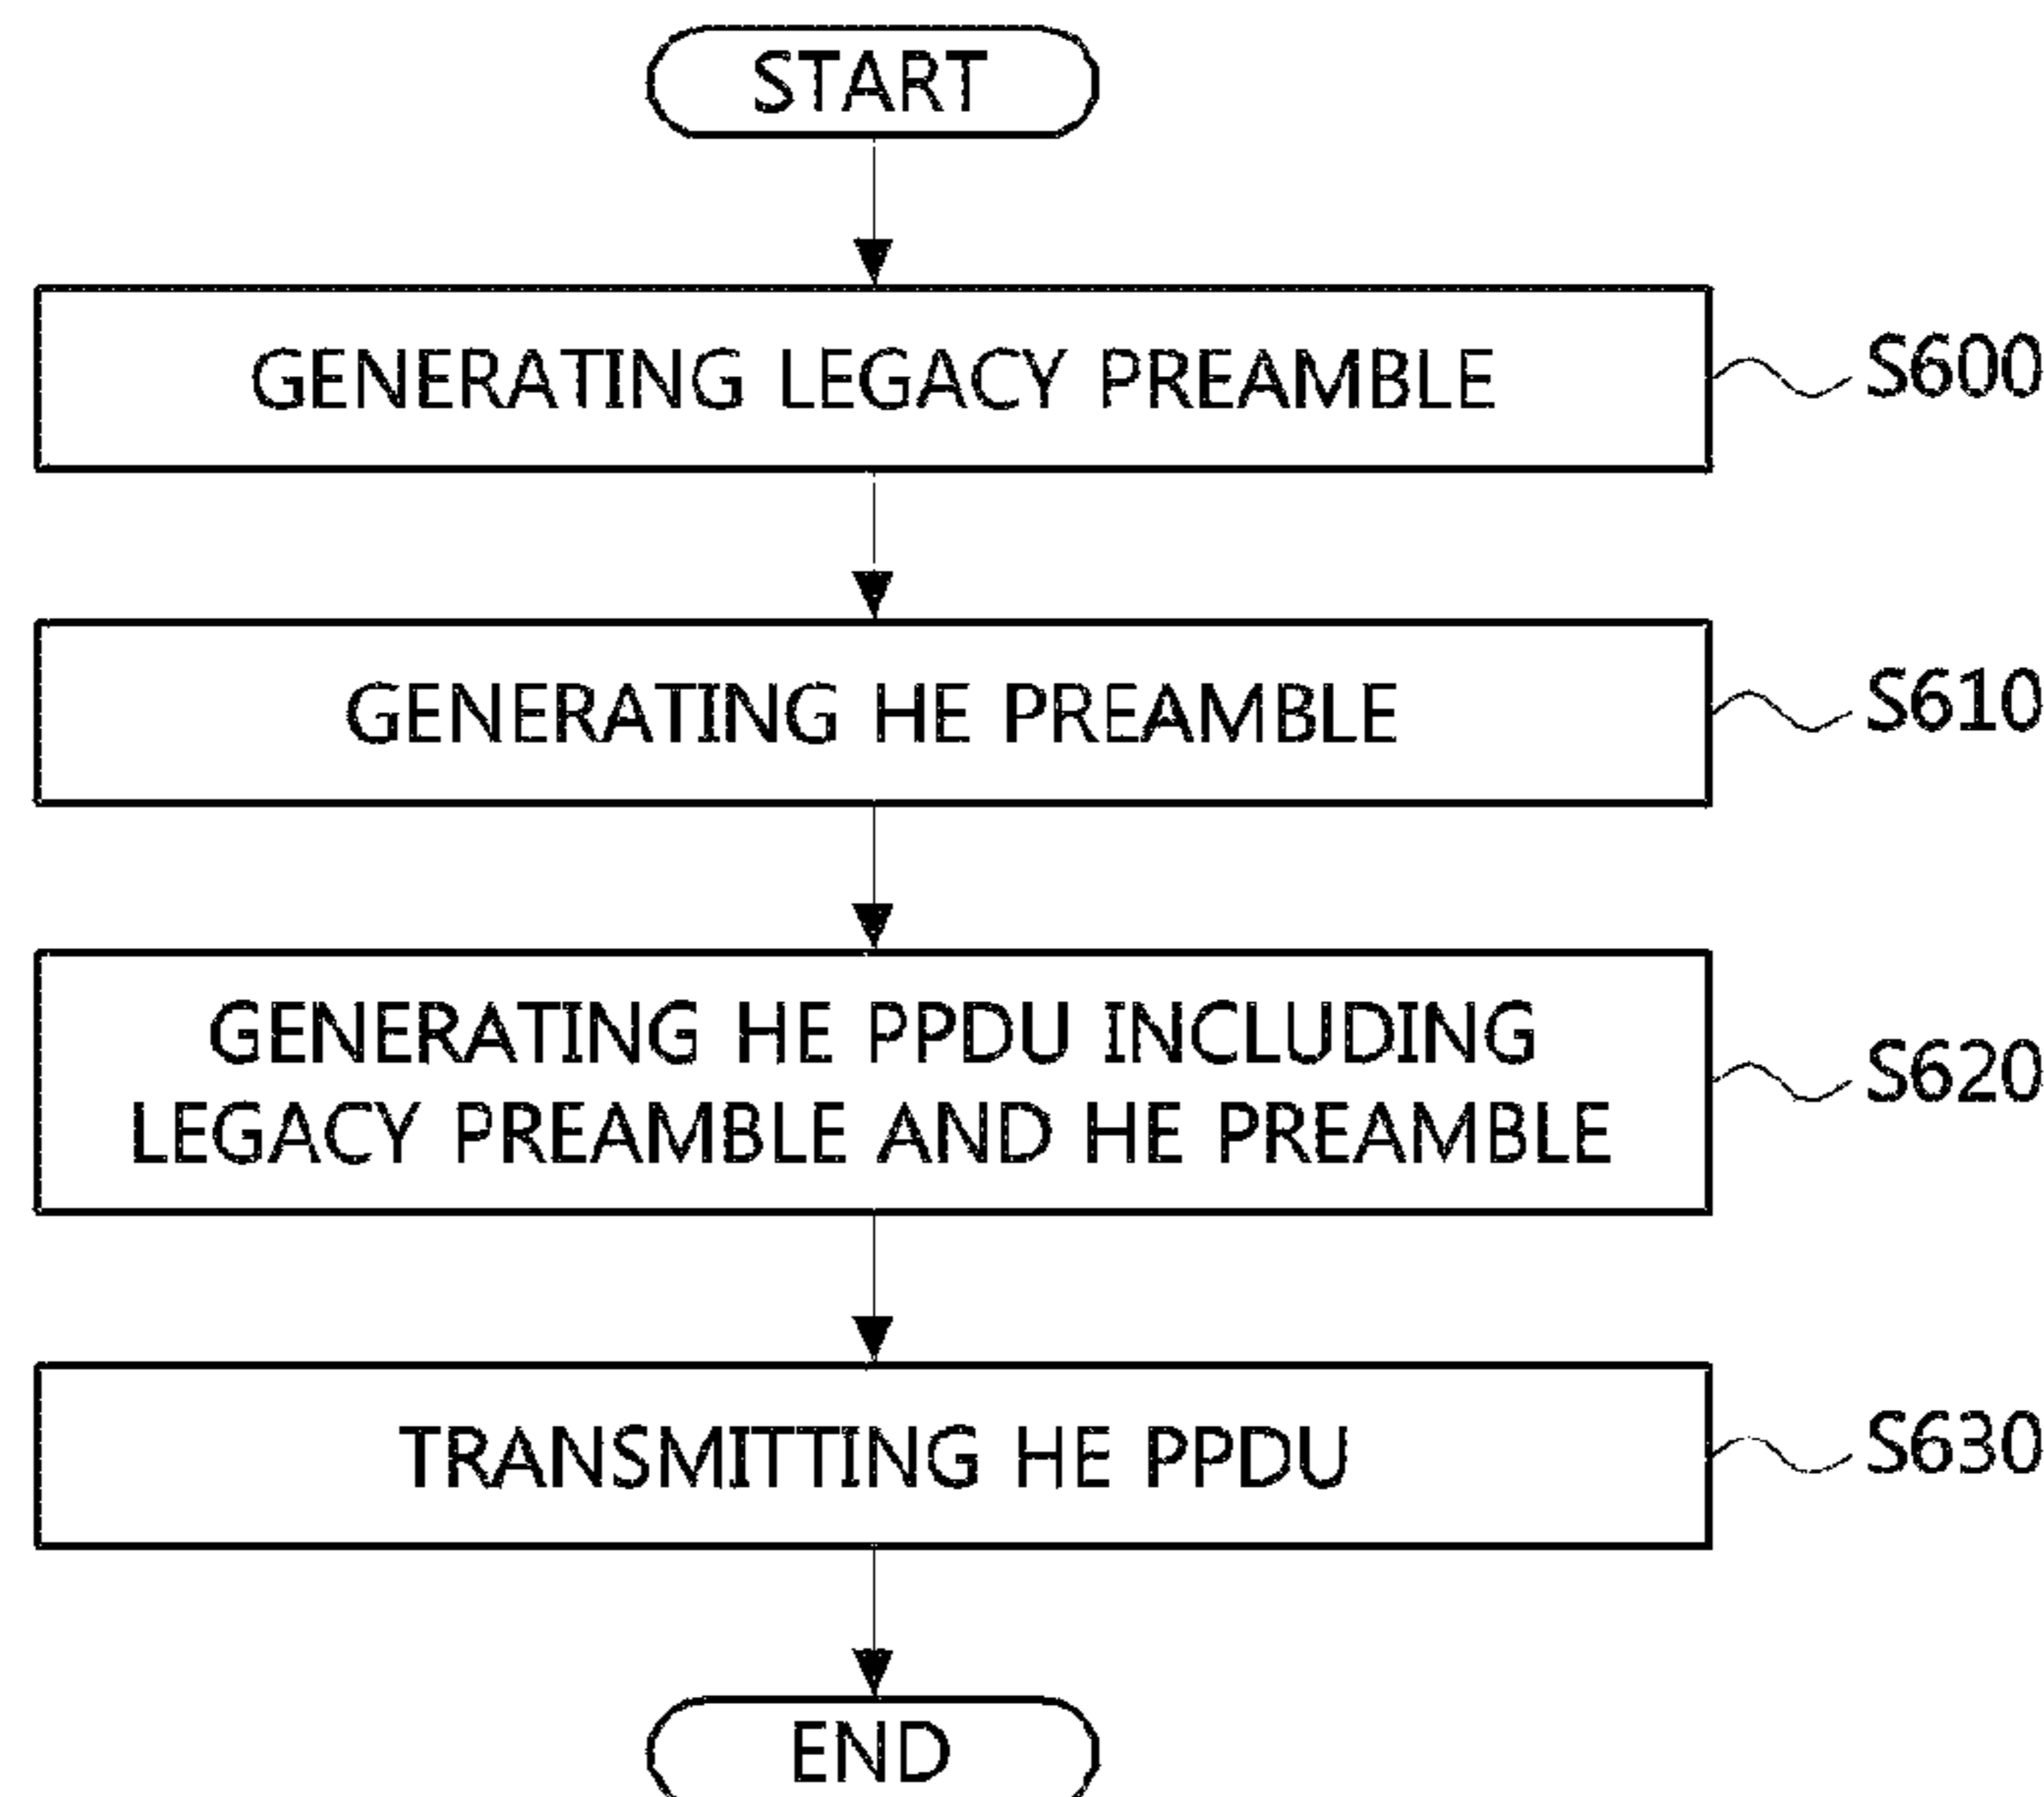 START
GENERATING LEGACY PREAMBLE
S600
GENERATING HE PREAMBLE
S610
GENERATING HE PPDU INCLUDING
LEGACY PREAMBLE AND HE PREAMBLE
S620
TRANSMITTING HE PPDU
S630
END